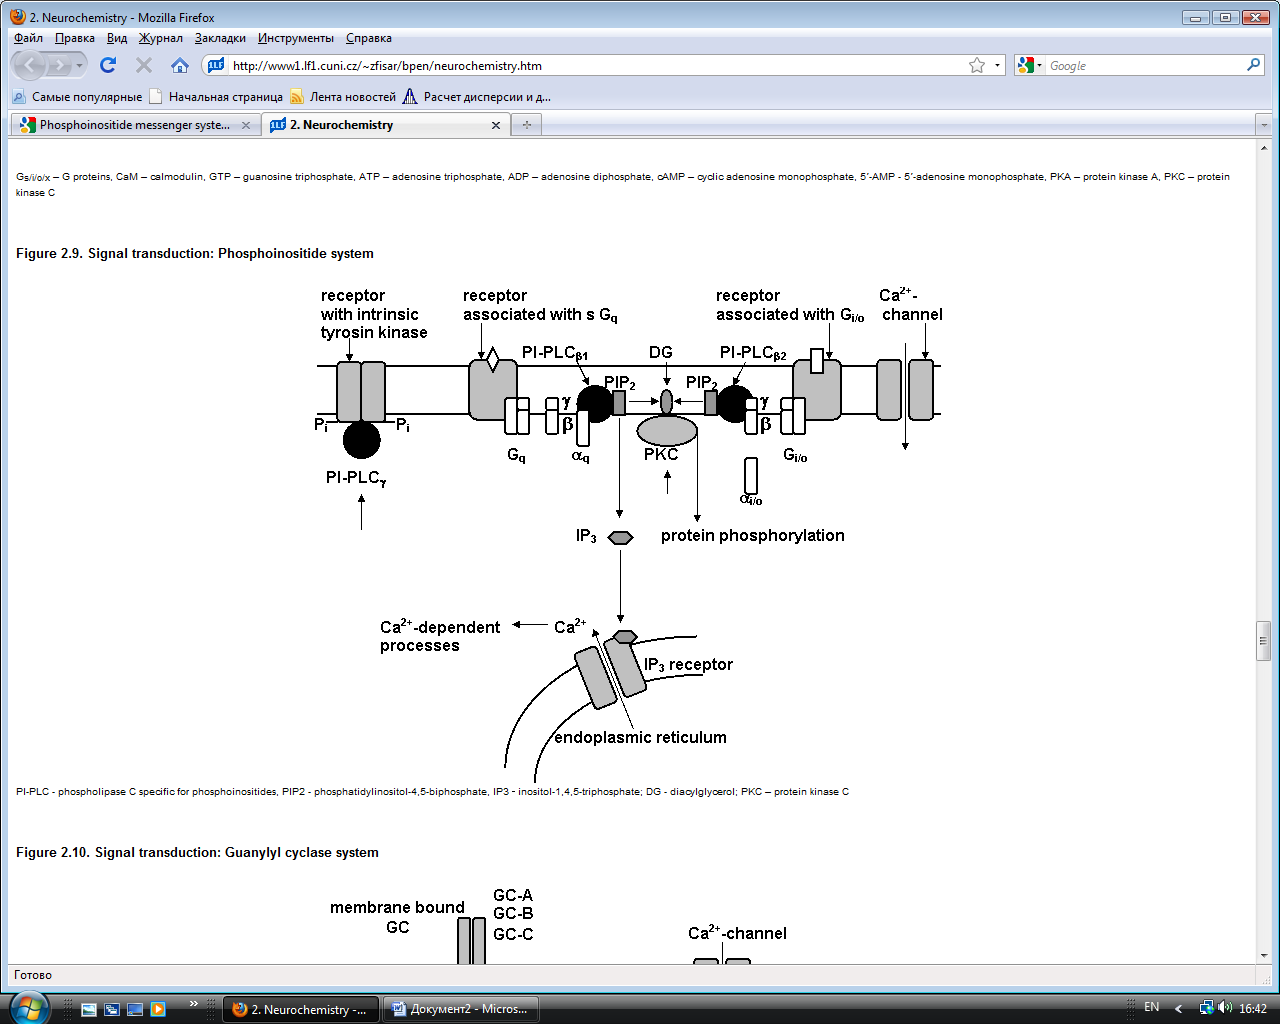 2. Neurochemistry - Mozilla Firefox
Файл Правка Вид Журнал Закладки Инструменты Справка
http://www1.lf1.cuni.cz/~zfisar/bpen/neurochemistry.htm
Google
Самые популярные Начальная страница Лента новостей Расчет дисперсии и д...
Phosphoinositide messenger syste... 2. Neurochemistry
Gs/i/o/x – G proteins, CaM – calmodulin, GTP – guanosine triphosphate, ATP – adenosine triphosphate, ADP – adenosine diphosphate, cAMP – cyclic adenosine monophosphate, 5´-AMP - 5´-adenosine monophosphate, PKA – protein kinase A, PKC – protein
kinase C
Figure 2.9. Signal transduction: Phosphoinositide system
receptor
with intrinsic
tyrosin kinase
receptor
associated with s Gq
receptor
associated with Gi/o
Ca2+-
channel
PI-PLCβ1 DG PI-PLCβ2
PIP2 PIP2
γ γ
Pi Pi β β
Gq αq PKC Gi/o
PI-PLCγ
αi/o
IP3 protein phosphorylation
Ca2+-dependent
processes
Ca2+
IP3 receptor
endoplasmic reticulum
PI-PLC - phospholipase C specific for phosphoinositides, PIP2 - phosphatidylinositol-4,5-biphosphate, IP3 - inositol-1,4,5-triphosphate; DG - diacylglycerol; PKC – protein kinase C
Figure 2.10. Signal transduction: Guanylyl cyclase system
membrane bound
GC
GC-A
GC-B
GC-C
Ca2+-channel
Готово
2. Neurochemistry -... Документ2 - Micros... EN 16:42